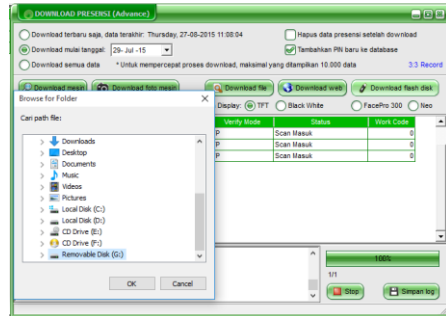 DOWNLOAD PRESENSI (Advance)
Download terbaru saja, data terakhir: Thursday, 27-08-2015 11:08:04
Hapus data presensi setelah download
Download mulai tanggal: 29- Jul -15
Tambahkan PIN baru ke database
Download semua data
* Untuk mempercepat proses download, maksimal yang ditampilkan 10.000 data
3:3 Record
Download mesin
Download foto mesin
Download file
Download web
Download flash disk
Browse for Folder
Display:
TFT
Black White
FacePro 300
Neo
Cari path file:
Verify Mode
Status
Work Code
P
Scan Masuk
0
P
Scan Masuk
0
P
Scan Masuk
0
Downloads
Desktop
Documents
Music
Videos
Pictures
Local Disk (C:)
Local Disk (D:)
CD Drive (E:)
CD Drive (F:)
Removable Disk (G:)
OK
Cancel
100%
1/1
Stop
Simpan log